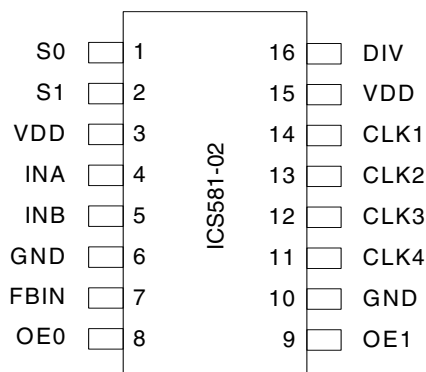 S0 1 16 DIV
S1 2 15 VDD
VDD 3 14 CLK1
INA 4 13 CLK2
INB 5 12 CLK3
GND 6 11 CLK4
FBIN 7 10 GND
OE0 8 9 OE1
ICS581-02